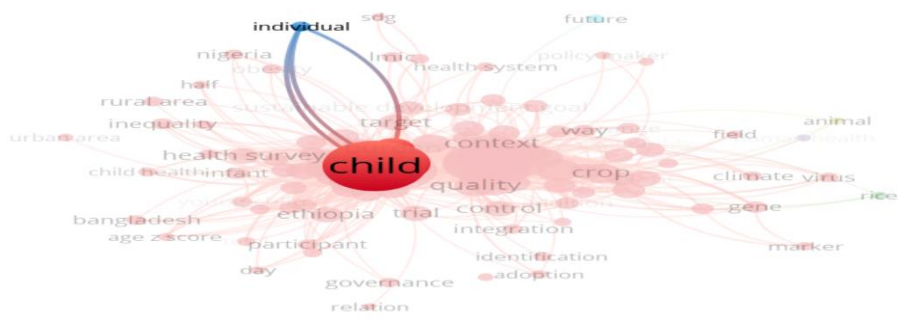 sdg
future
individual
nigeria
obesity
lmic
policy maker
health system
half
rural area
sustainable development goal
inequality
target
animal
urban area
context
way
field
human health
health survey
child
child health
infant
crop
climate
virus
quality
rice
bangladesh
ethiopia
trial
control
gene
age z score
participant
integration
marker
day
identification
adoption
governance
relation